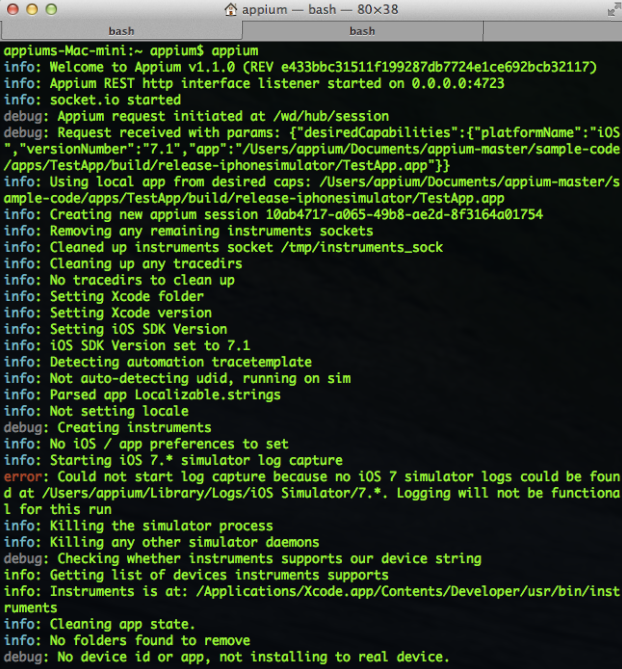 appium — bash — 80×38
bash bash
appiums-Mac-mini:~ appium$ appium
info: Welcome to Appium v1.1.0 (REV e433bbc31511f199287db7724e1ce692bcb32117)
info: Appium REST http interface listener started on 0.0.0.0:4723
info: socket.io started
debug: Appium request initiated at /wd/hub/session
debug: Request received with params: {"desiredCapabilities":{"platformName":"iOS
","versionNumber":"7.1","app":"/Users/appium/Documents/appium-master/sample-code
/apps/TestApp/build/release-iphonesimulator/TestApp.app"}}
info: Using local app from desired caps: /Users/appium/Documents/appium-master/s
ample-code/apps/TestApp/build/release-iphonesimulator/TestApp.app
info: Creating new appium session 10ab4717-a065-49b8-ae2d-8f3164a01754
info: Removing any remaining instruments sockets
info: Cleaned up instruments socket /tmp/instruments_sock
info: Cleaning up any tracedirs
info: No tracedirs to clean up
info: Setting Xcode folder
info: Setting Xcode version
info: Setting iOS SDK Version
info: iOS SDK Version set to 7.1
info: Detecting automation tracetemplate
info: Not auto-detecting udid, running on sim
info: Parsed app Localizable.strings
info: Not setting locale
debug: Creating instruments
info: No iOS / app preferences to set
info: Starting iOS 7.* simulator log capture
error: Could not start log capture because no iOS 7 simulator logs could be foun
d at /Users/appium/Library/Logs/iOS Simulator/7.*. Logging will not be functiona
l for this run
info: Killing the simulator process
info: Killing any other simulator daemons
debug: Checking whether instruments supports our device string
info: Getting list of devices instruments supports
info: Instruments is at: /Applications/Xcode.app/Contents/Developer/usr/bin/inst
ruments
info: Cleaning app state.
info: No folders found to remove
debug: No device id or app, not installing to real device.